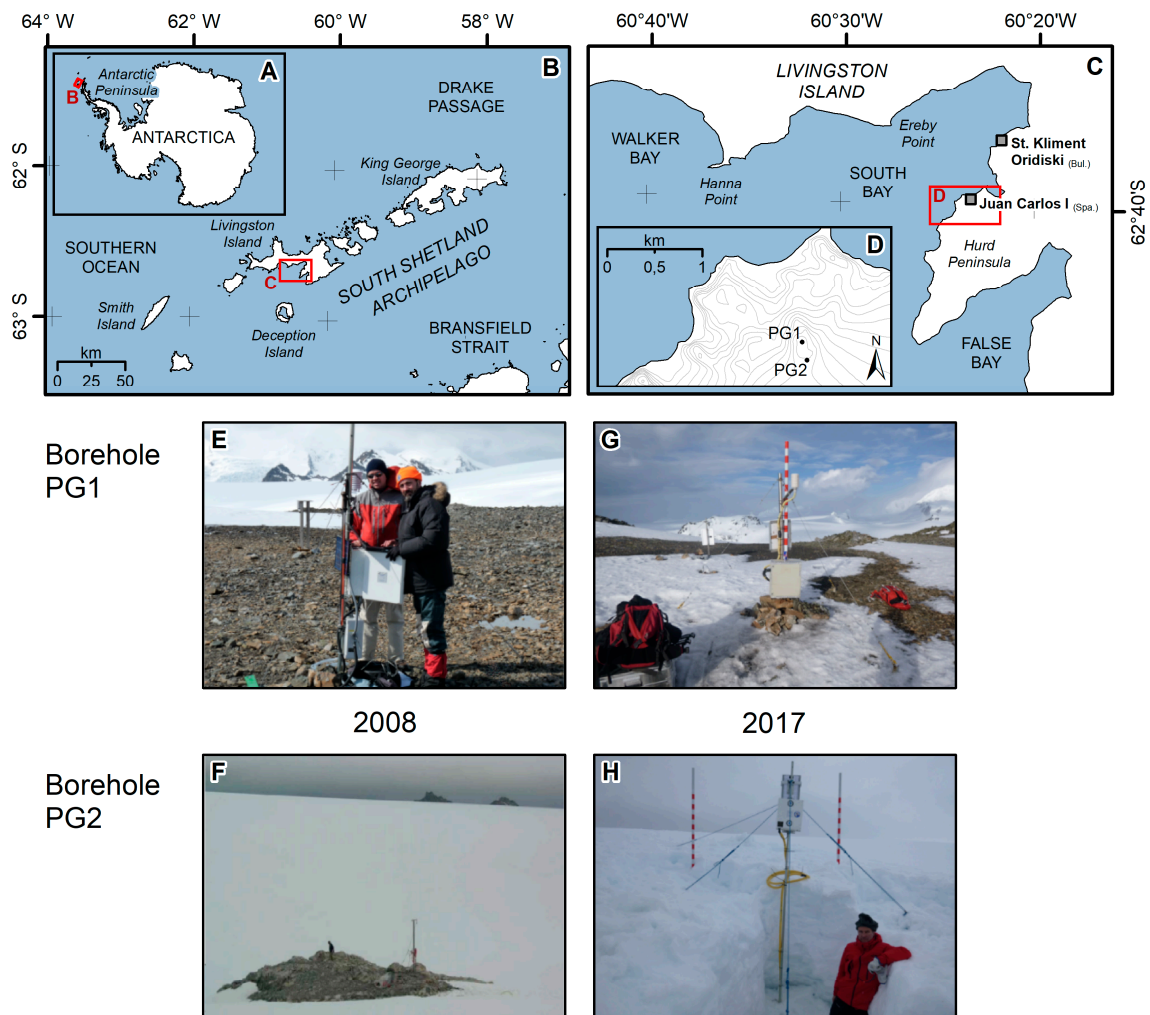 64° W
62° W
60° W
58° W
60°40' W
60°30' W
60°20' W
62° S
63° S
62°40'S
A
Antarctic
Peninsula
B
ANTARCTICA
B
DRAKE
PASSAGE
King George
Island
Livingston
Island
SOUTHERN
OCEAN
C
SOUTH SHETLAND
ARCHIPELAGO
Smith
Island
Deception
Island
BRANSFIELD
STRAIT
km
0 25 50
C
LIVINGSTON
ISLAND
WALKER
BAY
Ereby
Point
St. Kliment
Oridiski (Bul.)
Hanna
Point
SOUTH
BAY
D
Juan Carlos I (Spa.)
Hurd
Peninsula
FALSE
BAY
D
km
0 0,5 1
PG1
PG2
N
Borehole
PG1
E
G
2008
2017
Borehole
PG2
F
H